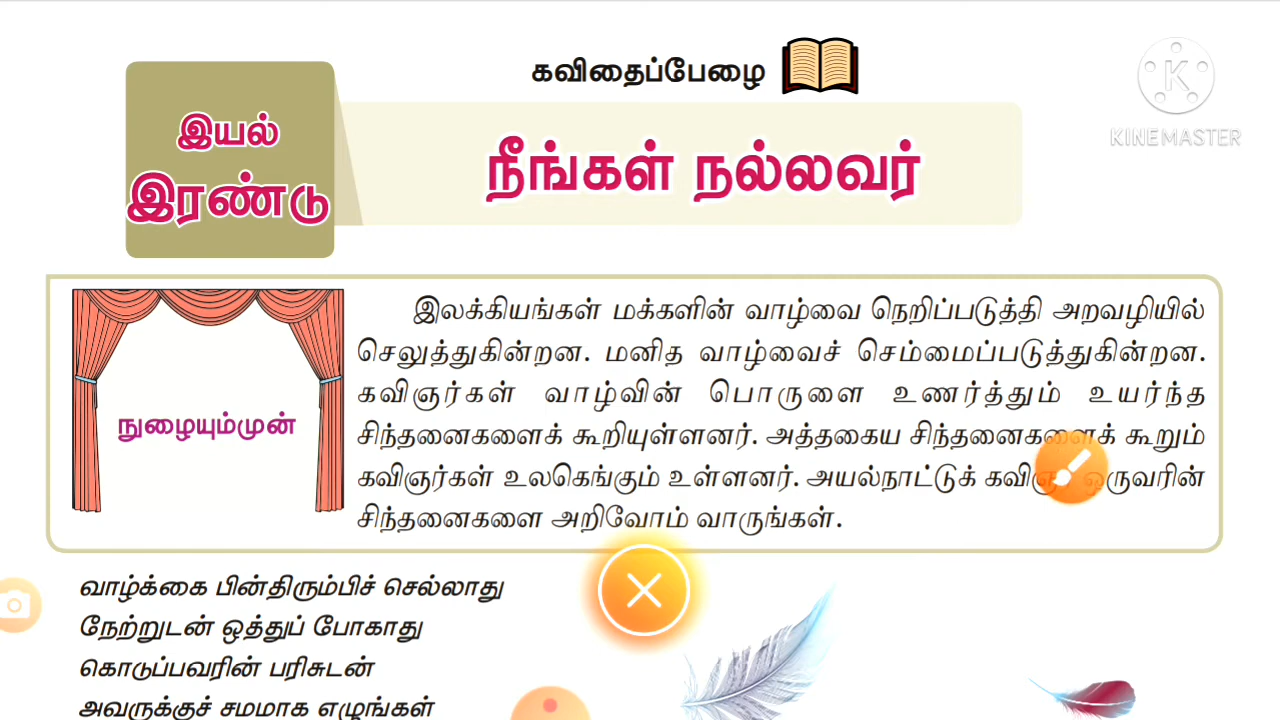 கவிதைப்பேழை
இயல்
இரண்டு
நீங்கள் நல்லவர்
KINEMASTER
நுழையும்முன்
இலக்கியங்கள் மக்களின் வாழ்வை நெறிப்படுத்தி அறவழியில்
செலுத்துகின்றன. மனித வாழ்வைச் செம்மைப்படுத்துகின்றன.
கவிஞர்கள் வாழ்வின் பொருளை உணர்த்தும் உயர்ந்த
சிந்தனைகளைக் கூறியுள்ளனர். அத்தகைய சிந்தனைகளைக் கூறும்
கவிஞர்கள் உலகெங்கும் உள்ளனர். அயல்நாட்டுக் கவிஞர் ஒருவரின்
சிந்தனைகளை அறிவோம் வாருங்கள்.
வாழ்க்கை பின்திரும்பிச் செல்லாது
நேற்றுடன் ஒத்துப் போகாது
கொடுப்பவரின் பரிசுடன்
அவருக்குச் சமமாக எழுங்கள்